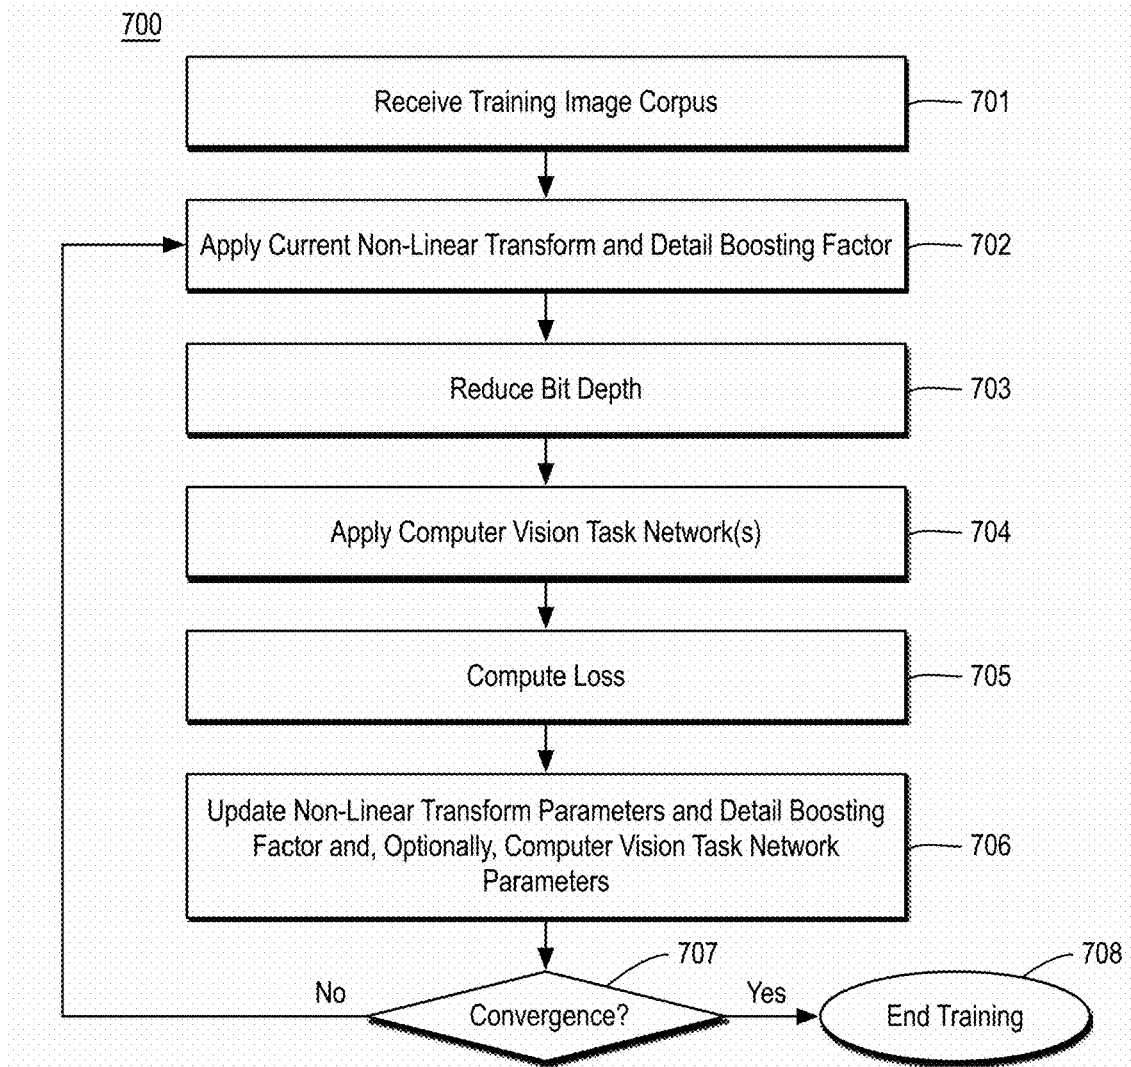 700
Receive Training Image Corpus
701
Apply Current Non-Linear Transform and Detail Boosting Factor
702
Reduce Bit Depth
703
Apply Computer Vision Task Network(s)
704
Compute Loss
705
Update Non-Linear Transform Parameters and Detail Boosting
Factor and, Optionally, Computer Vision Task Network
Parameters
706
707
708
No
Convergence?
Yes
End Training